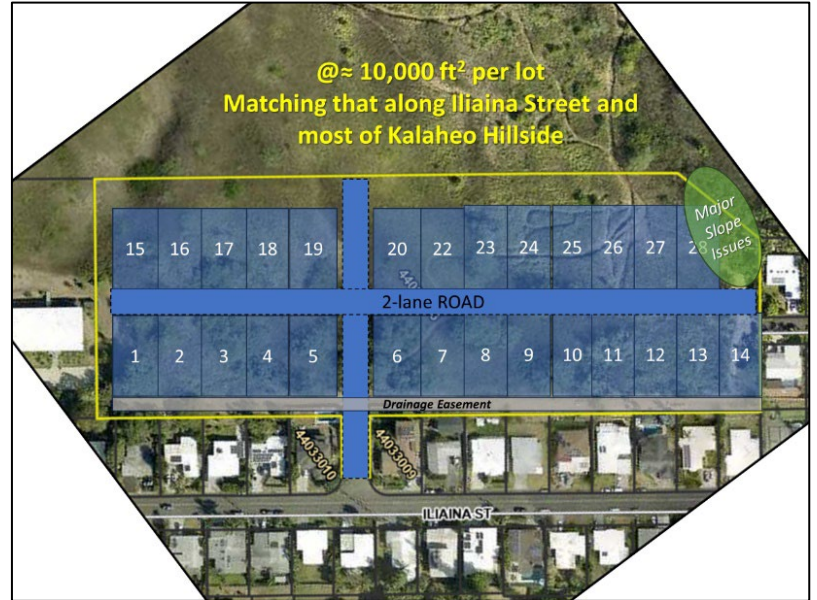 @≈ 10,000 ft² per lot
Matching that along Iliaina Street and
most of Kalaheo Hillside
Major
Slope
Issues
15 16 17 18 19 20 22 23 24 25 26 27 28
2-lane ROAD
1 2 3 4 5 6 7 8 9 10 11 12 13 14
Drainage Easement
44033010
44033009
ILIAINA ST